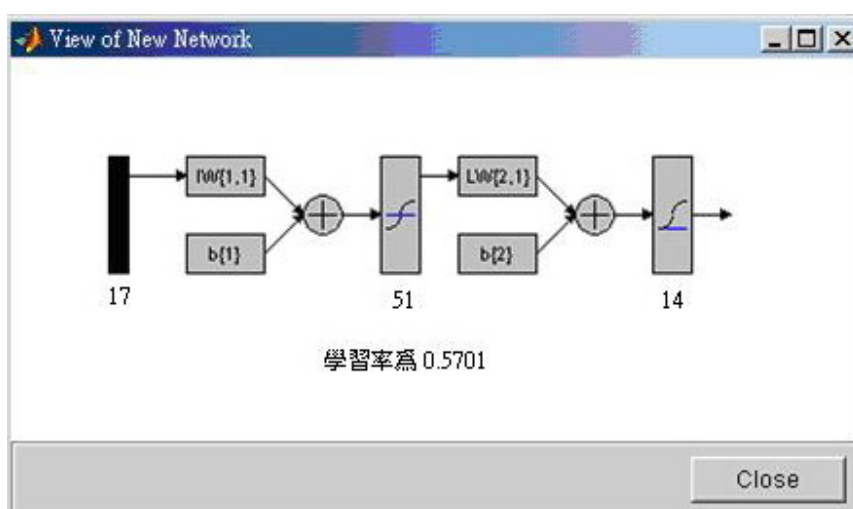 View of New Network
IW{1,1}
LW{2,1}
b{1}
b{2}
17
51
14
學習率爲 0.5701
Close